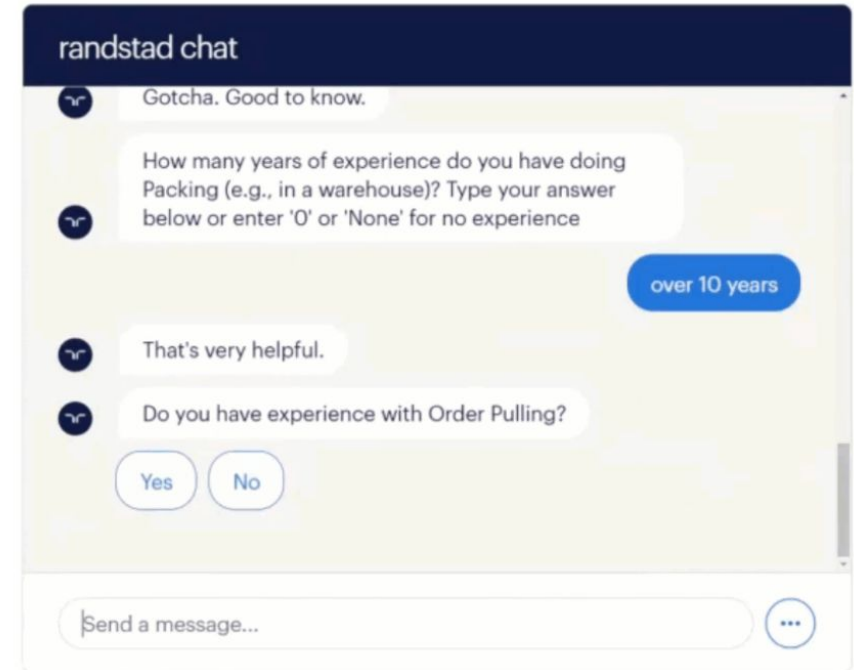 randstad chat
Gotcha. Good to know.
How many years of experience do you have doing
Packing (e.g., in a warehouse)? Type your answer
below or enter '0' or 'None' for no experience
over 10 years
That's very helpful.
Do you have experience with Order Pulling?
Yes No
Send a message...